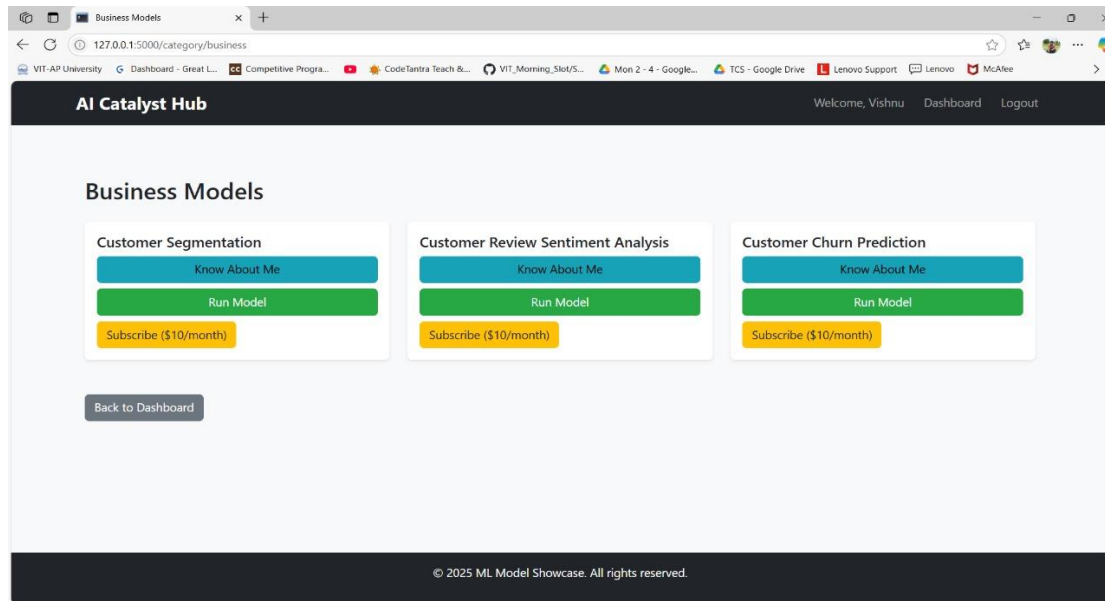 Business Models
127.0.0.1:5000/category/business
VIT-AP University Dashboard - Great L... Competitive Progra... CodeTantra Teach &... VIT_Morning_Slot/S... Mon 2 - 4 - Google... TCS - Google Drive Lenovo Support Lenovo McAfee
AI Catalyst Hub Welcome, Vishnu Dashboard Logout
Business Models
Customer Segmentation Customer Review Sentiment Analysis Customer Churn Prediction
Know About Me Know About Me Know About Me
Run Model Run Model Run Model
Subscribe ($10/month) Subscribe ($10/month) Subscribe ($10/month)
Back to Dashboard
© 2025 ML Model Showcase. All rights reserved.